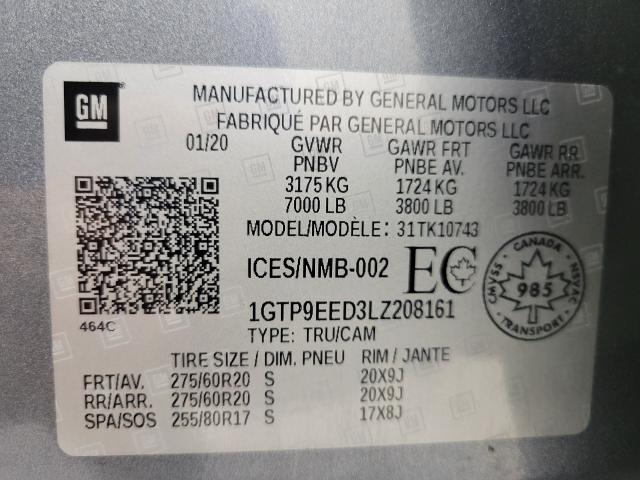 GM
MANUFACTURED BY GENERAL MOTORS LLC
FABRIQUÉ PAR GENERAL MOTORS LLC
01/20 GVWR GAWR FRT GAWR RR
PNBV PNBE AV. PNBE ARR.
3175 KG 1724 KG 1724 KG
7000 LB 3800 LB 3800 LB
MODEL/MODÈLE: 31TK10743
ICES/NMB-002 EC
CANADA
CMVSS 985 NSVAC
TRANSPORT
1GTP9EED3LZ208161
464C
TYPE: TRU/CAM
TIRE SIZE / DIM. PNEU RIM / JANTE
FRT/AV. 275/60R20 S 20X9J
RR/ARR. 275/60R20 S 20X9J
SPA/SOS 255/80R17 S 17X8J